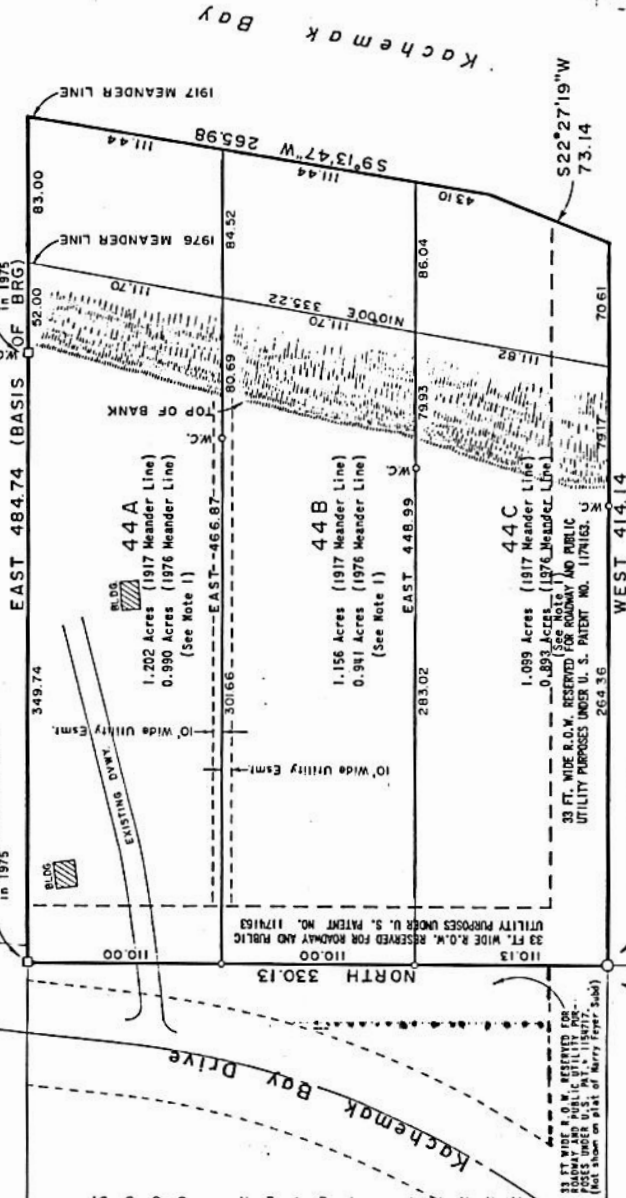 Kachemak Bay
1917 MEANDER LINE
in 1975
EAST 484.74 (BASIS OF BRG)
W.C.
52.00
83.00
349.74
1976 MEANDER LINE
111.44
S9°13'47"W 265.98
111.44
43.10
S22°27'19"W
73.14
111.70
N10°00'E 335.22
111.70
111.82
TOP OF BANK
BLDG.
44A
1.202 Acres (1917 Meander Line)
0.990 Acres (1976 Meander Line)
(See Note 1)
EAST 466.87
W.C.
301.66
80.69
84.52
10' Wide Utility Esmt.
10' Wide Utility Esmt.
EXISTING DVWY.
BLDG
in 1975
44B
1.156 Acres (1917 Meander Line)
0.941 Acres (1976 Meander Line)
(See Note 1)
EAST 448.99
W.C.
283.02
79.93
86.04
44C
1.099 Acres (1917 Meander Line)
0.893 Acres (1976 Meander Line)
(See Note 1)
33 FT. WIDE R.O.W. RESERVED FOR ROADWAY AND PUBLIC
UTILITY PURPOSES UNDER U. S. PATENT NO. 1174163.
W.C.
264.36
79.17
70.61
WEST 414.14
33 FT. WIDE R.O.W. RESERVED FOR ROADWAY AND PUBLIC
UTILITY PURPOSES UNDER U. S. PATENT NO. 1174163
110.00
110.00
110.13
NORTH 330.13
Kachemak Bay Drive
33 FT WIDE R.O.W. RESERVED FOR
ROADWAY AND PUBLIC UTILITY PUR-
POSES UNDER U.S. PAT. # 1154717.
(Not shown on plat of Harry Feyer Subd)